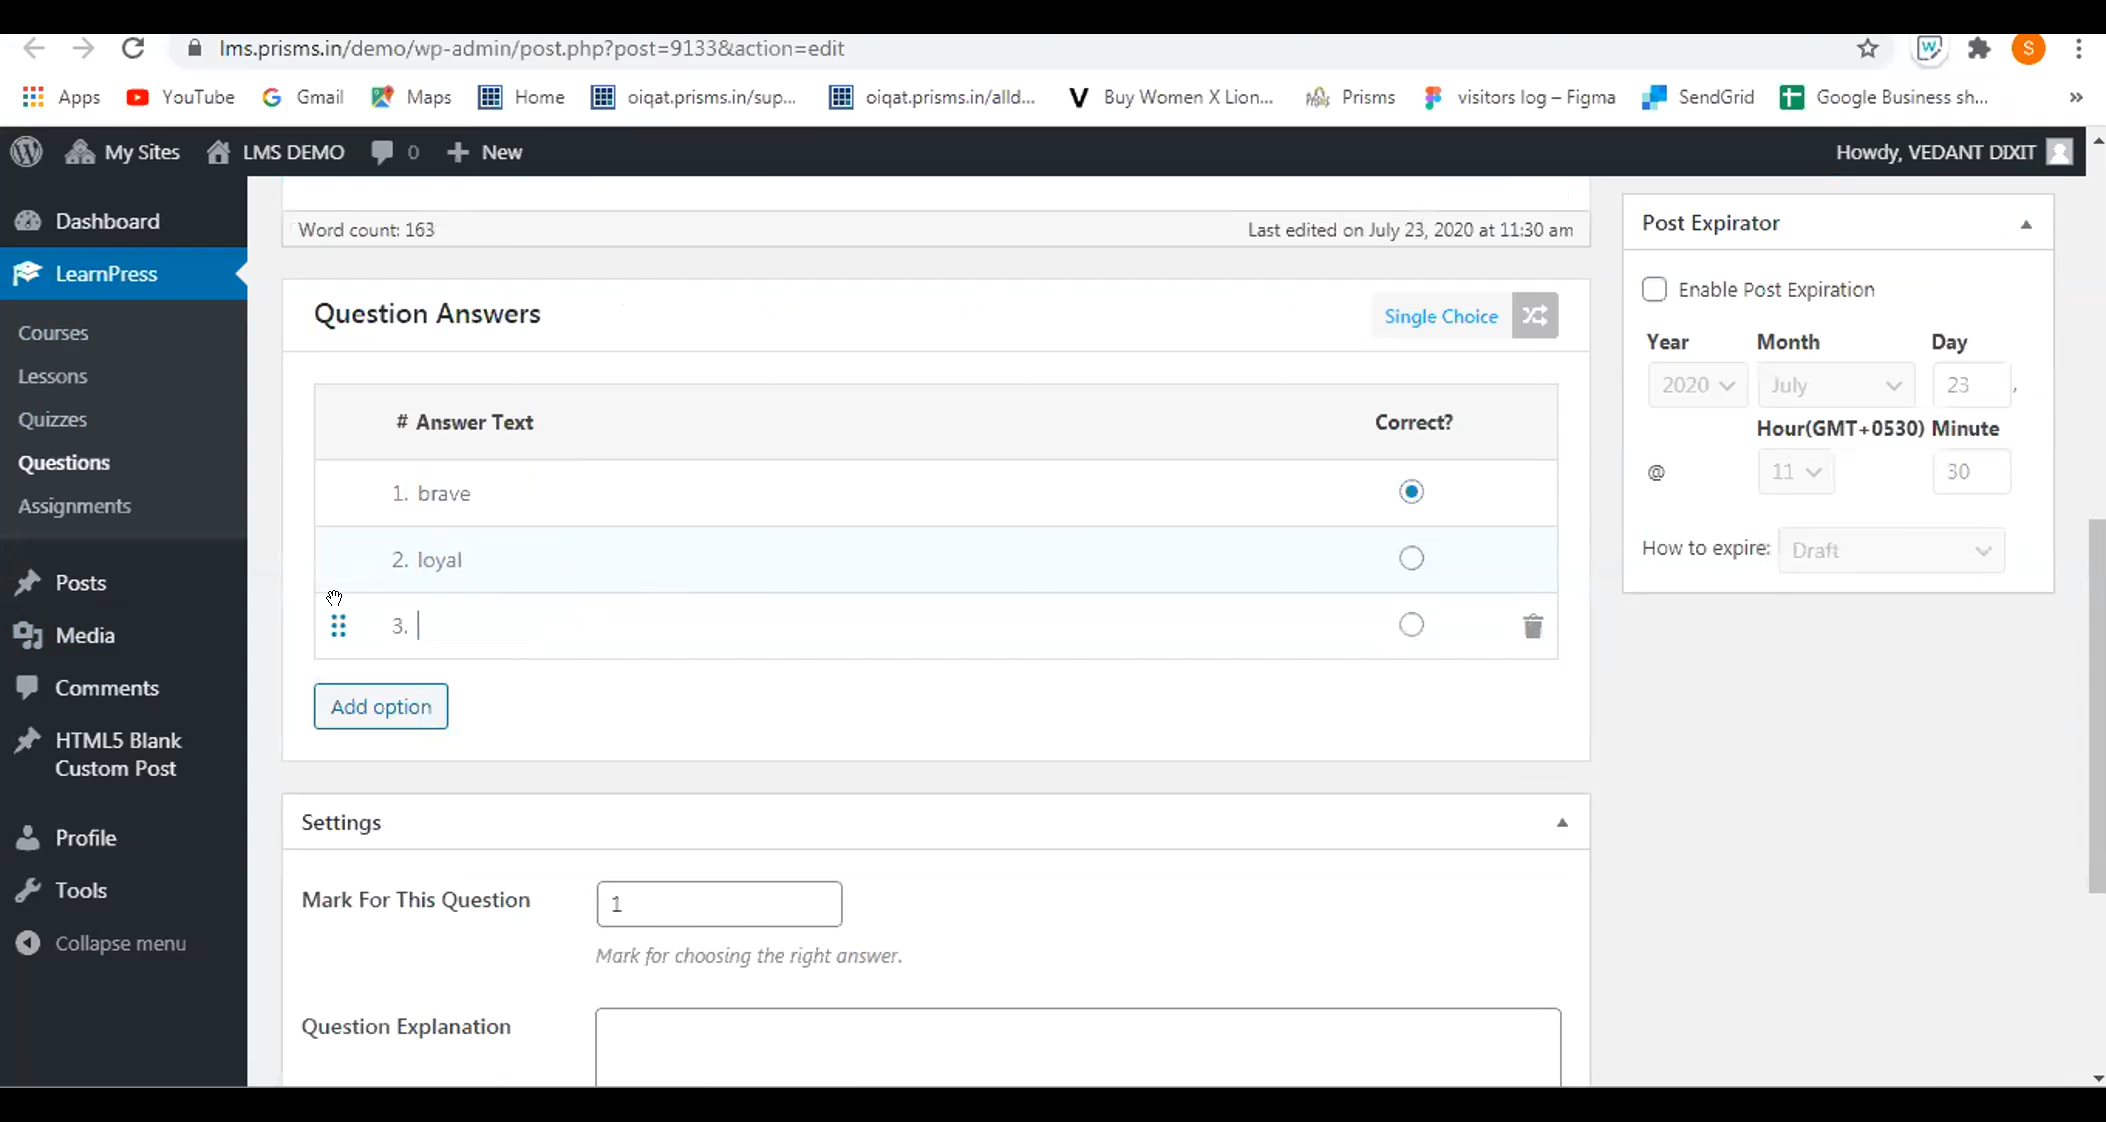 lms.prisms.in/demo/wp-admin/post.php?post=9133&action=edit
S
Apps YouTube Gmail Maps Home oiqat.prisms.in/sup... oiqat.prisms.in/alld... Buy Women X Lion... Prisms visitors log – Figma SendGrid Google Business sh... »
My Sites LMS DEMO 0 + New Howdy, VEDANT DIXIT
Dashboard
LearnPress
Courses
Lessons
Quizzes
Questions
Assignments
Posts
Media
Comments
HTML5 Blank
Custom Post
Profile
Tools
Collapse menu
Word count: 163 Last edited on July 23, 2020 at 11:30 am
Question Answers Single Choice
# Answer Text Correct?
1. brave
2. loyal
3.
Add option
Settings
Mark For This Question 1
Mark for choosing the right answer.
Question Explanation
Post Expirator
Enable Post Expiration
Year Month Day
2020 July 23 ,
Hour(GMT+0530) Minute
@ 11 30
How to expire: Draft